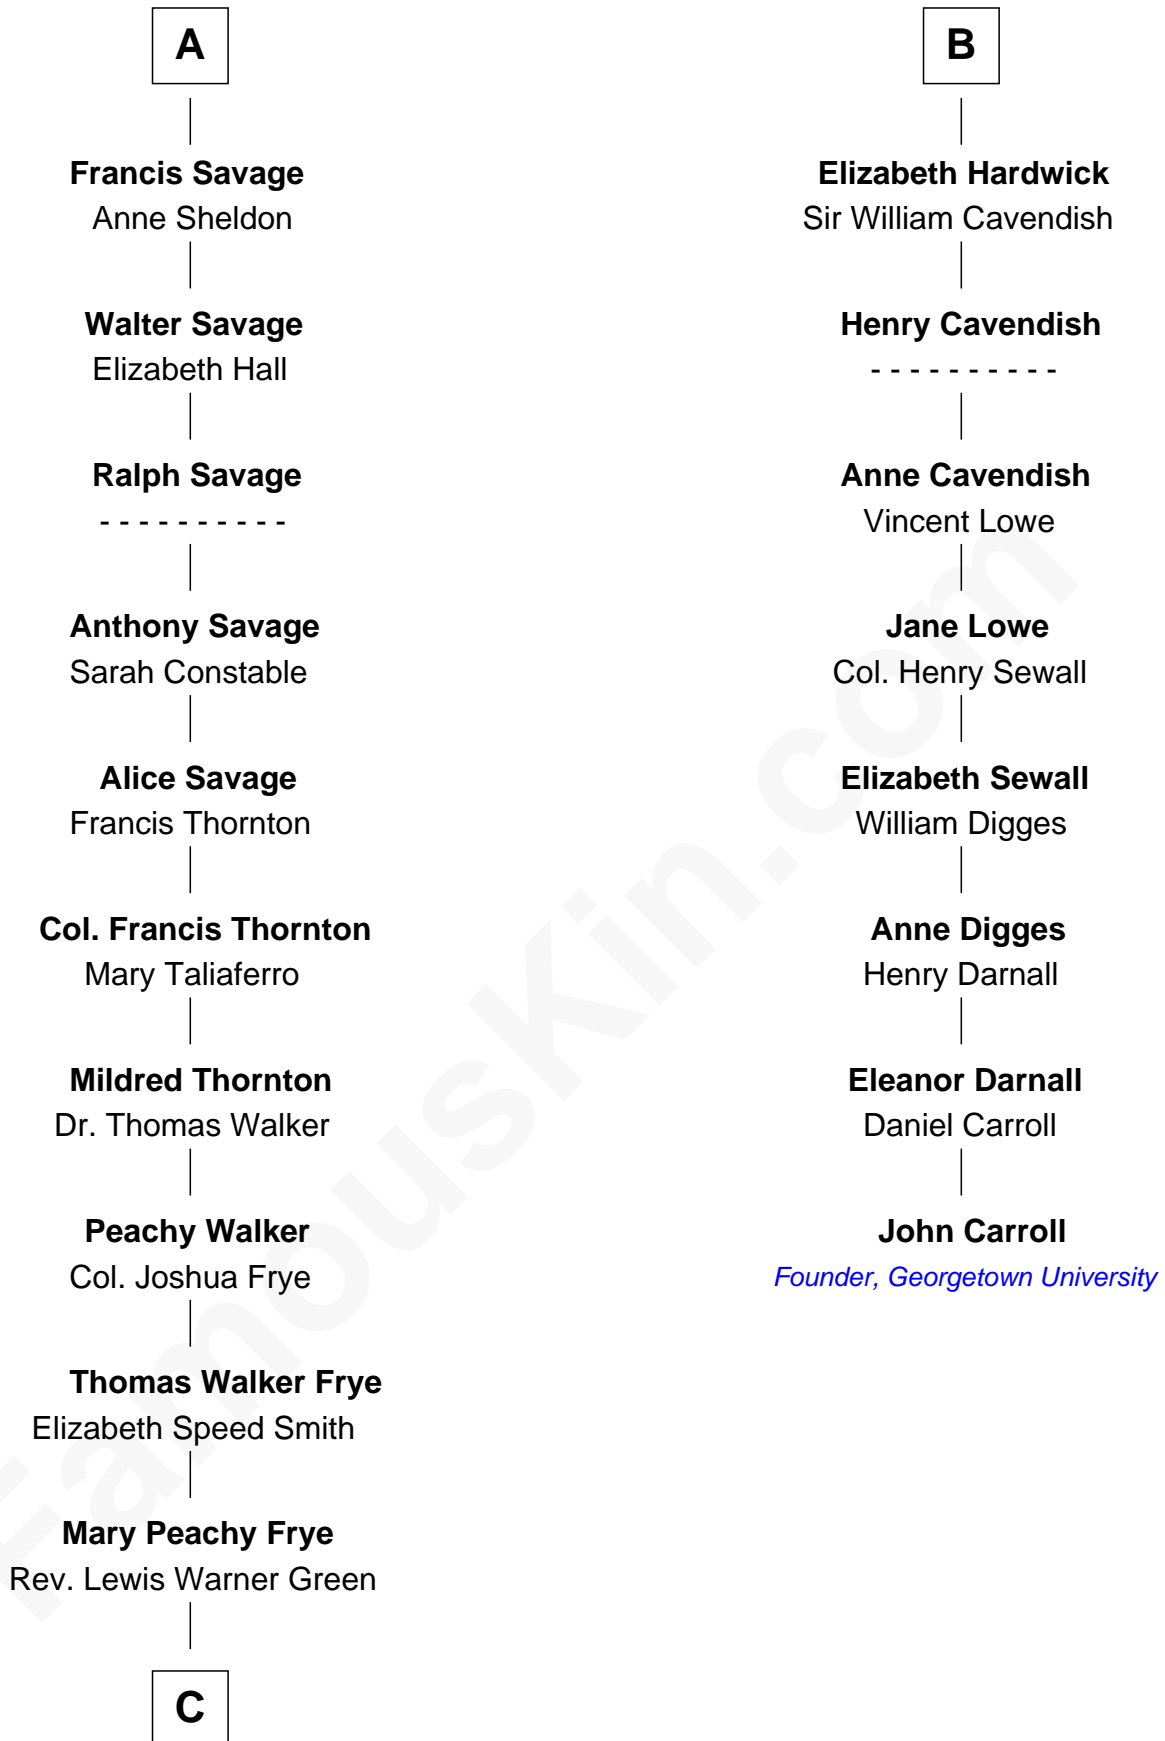 A
Francis Savage
Anne Sheldon
Walter Savage
Elizabeth Hall
Ralph Savage
- - - - - - - - - -
Anthony Savage
Sarah Constable
Alice Savage
Francis Thornton
Col. Francis Thornton
Mary Taliaferro
Mildred Thornton
Dr. Thomas Walker
Peachy Walker
Col. Joshua Frye
Thomas Walker Frye
Elizabeth Speed Smith
Mary Peachy Frye
Rev. Lewis Warner Green
C
B
Elizabeth Hardwick
Sir William Cavendish
Henry Cavendish
- - - - - - - - - -
Anne Cavendish
Vincent Lowe
Jane Lowe
Col. Henry Sewall
Elizabeth Sewall
William Digges
Anne Digges
Henry Darnall
Eleanor Darnall
Daniel Carroll
John Carroll
Founder, Georgetown University
FamousKin.com